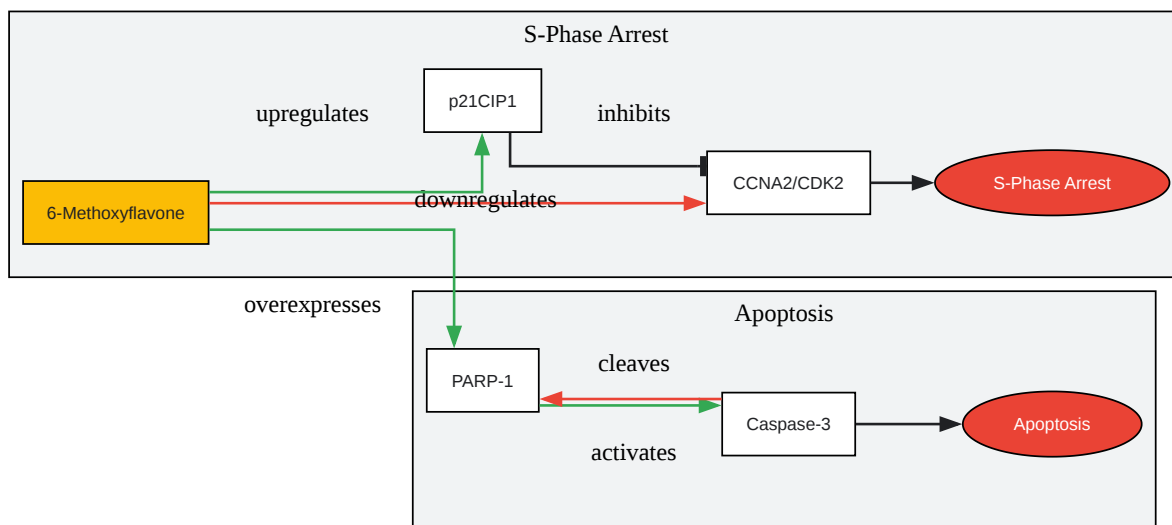 S-Phase Arrest
p21CIP1
upregulates
inhibits
CCNA2/CDK2
S-Phase Arrest
6-Methoxyflavone
downregulates
overexpresses
Apoptosis
PARP-1
cleaves
Caspase-3
Apoptosis
activates